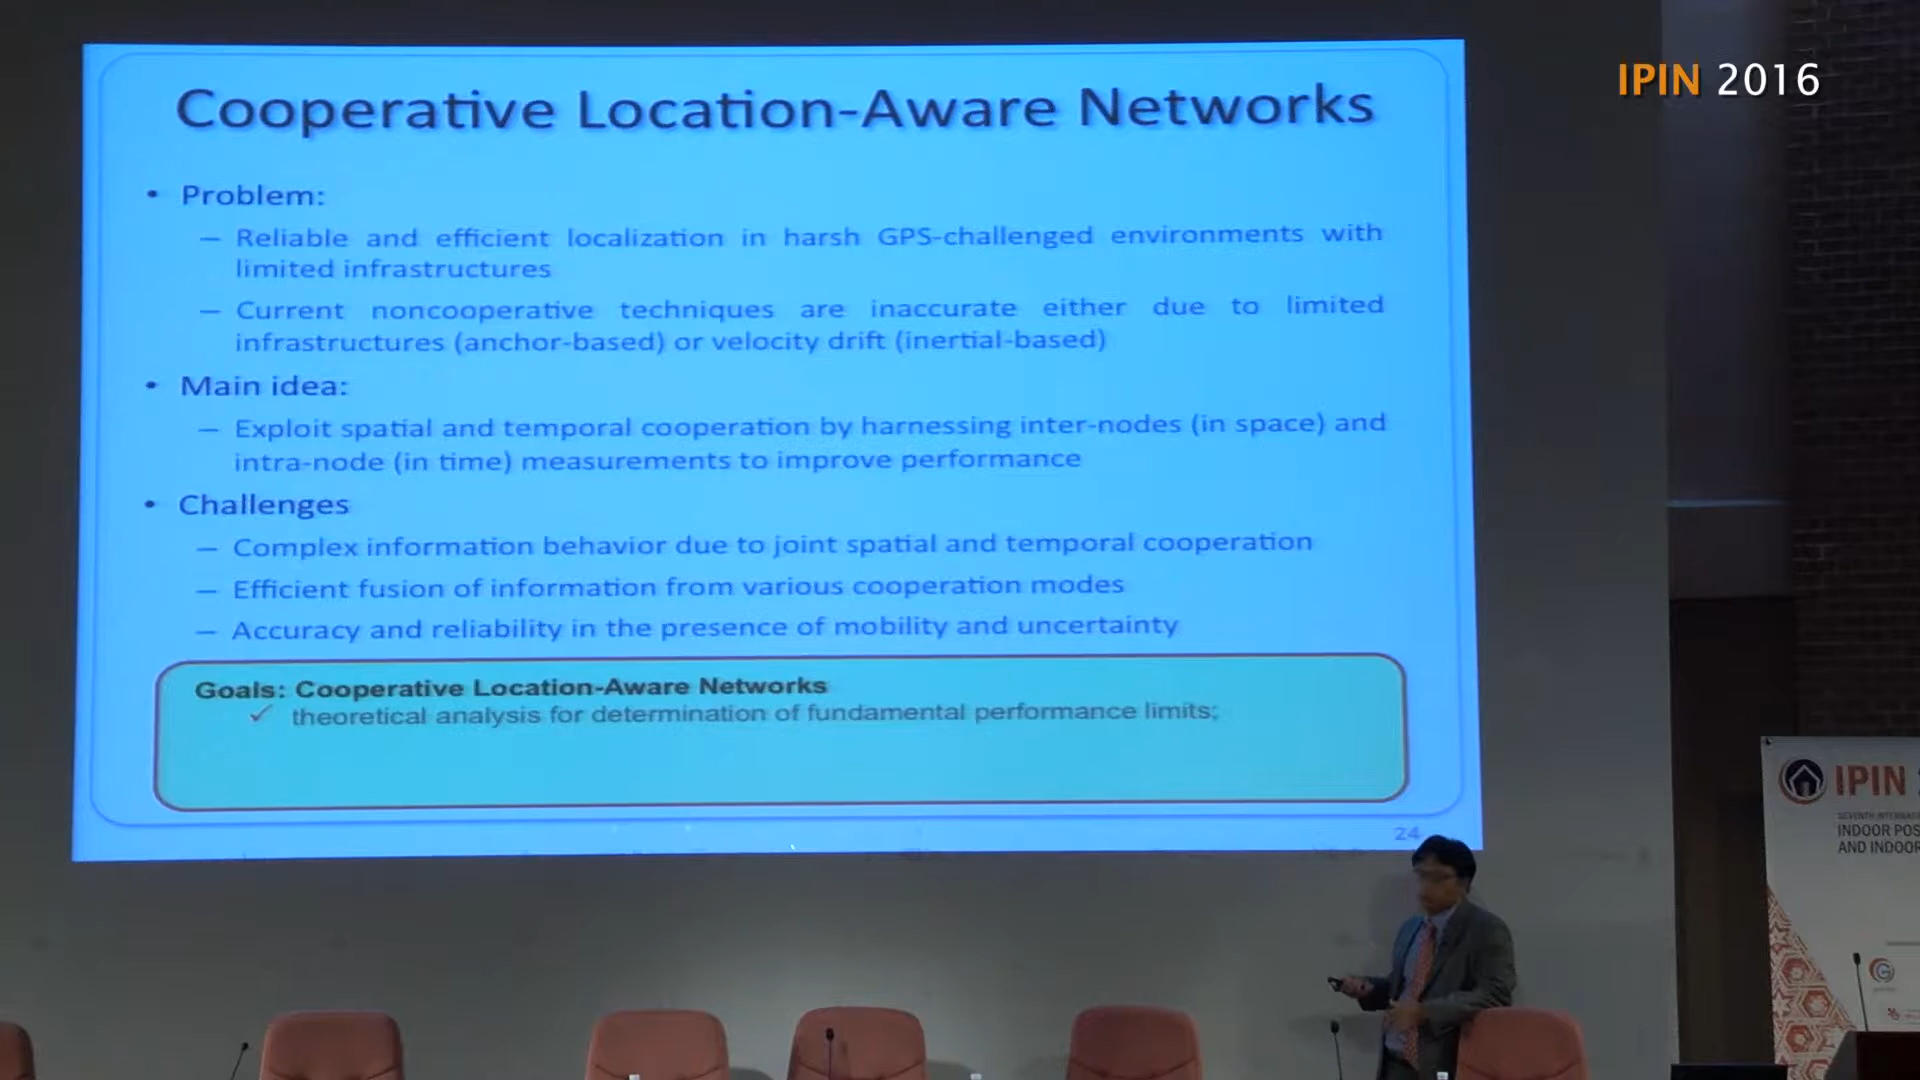 IPIN 2016
Cooperative Location-Aware Networks
• Problem:
– Reliable and efficient localization in harsh GPS-challenged environments with
limited infrastructures
– Current noncooperative techniques are inaccurate either due to limited
infrastructures (anchor-based) or velocity drift (inertial-based)
• Main idea:
– Exploit spatial and temporal cooperation by harnessing inter-nodes (in space) and
intra-node (in time) measurements to improve performance
• Challenges
– Complex information behavior due to joint spatial and temporal cooperation
– Efficient fusion of information from various cooperation modes
– Accuracy and reliability in the presence of mobility and uncertainty
Goals: Cooperative Location-Aware Networks
✓ theoretical analysis for determination of fundamental performance limits;
24
IPIN
SEVENTH
INDOOR
AND INDOOR